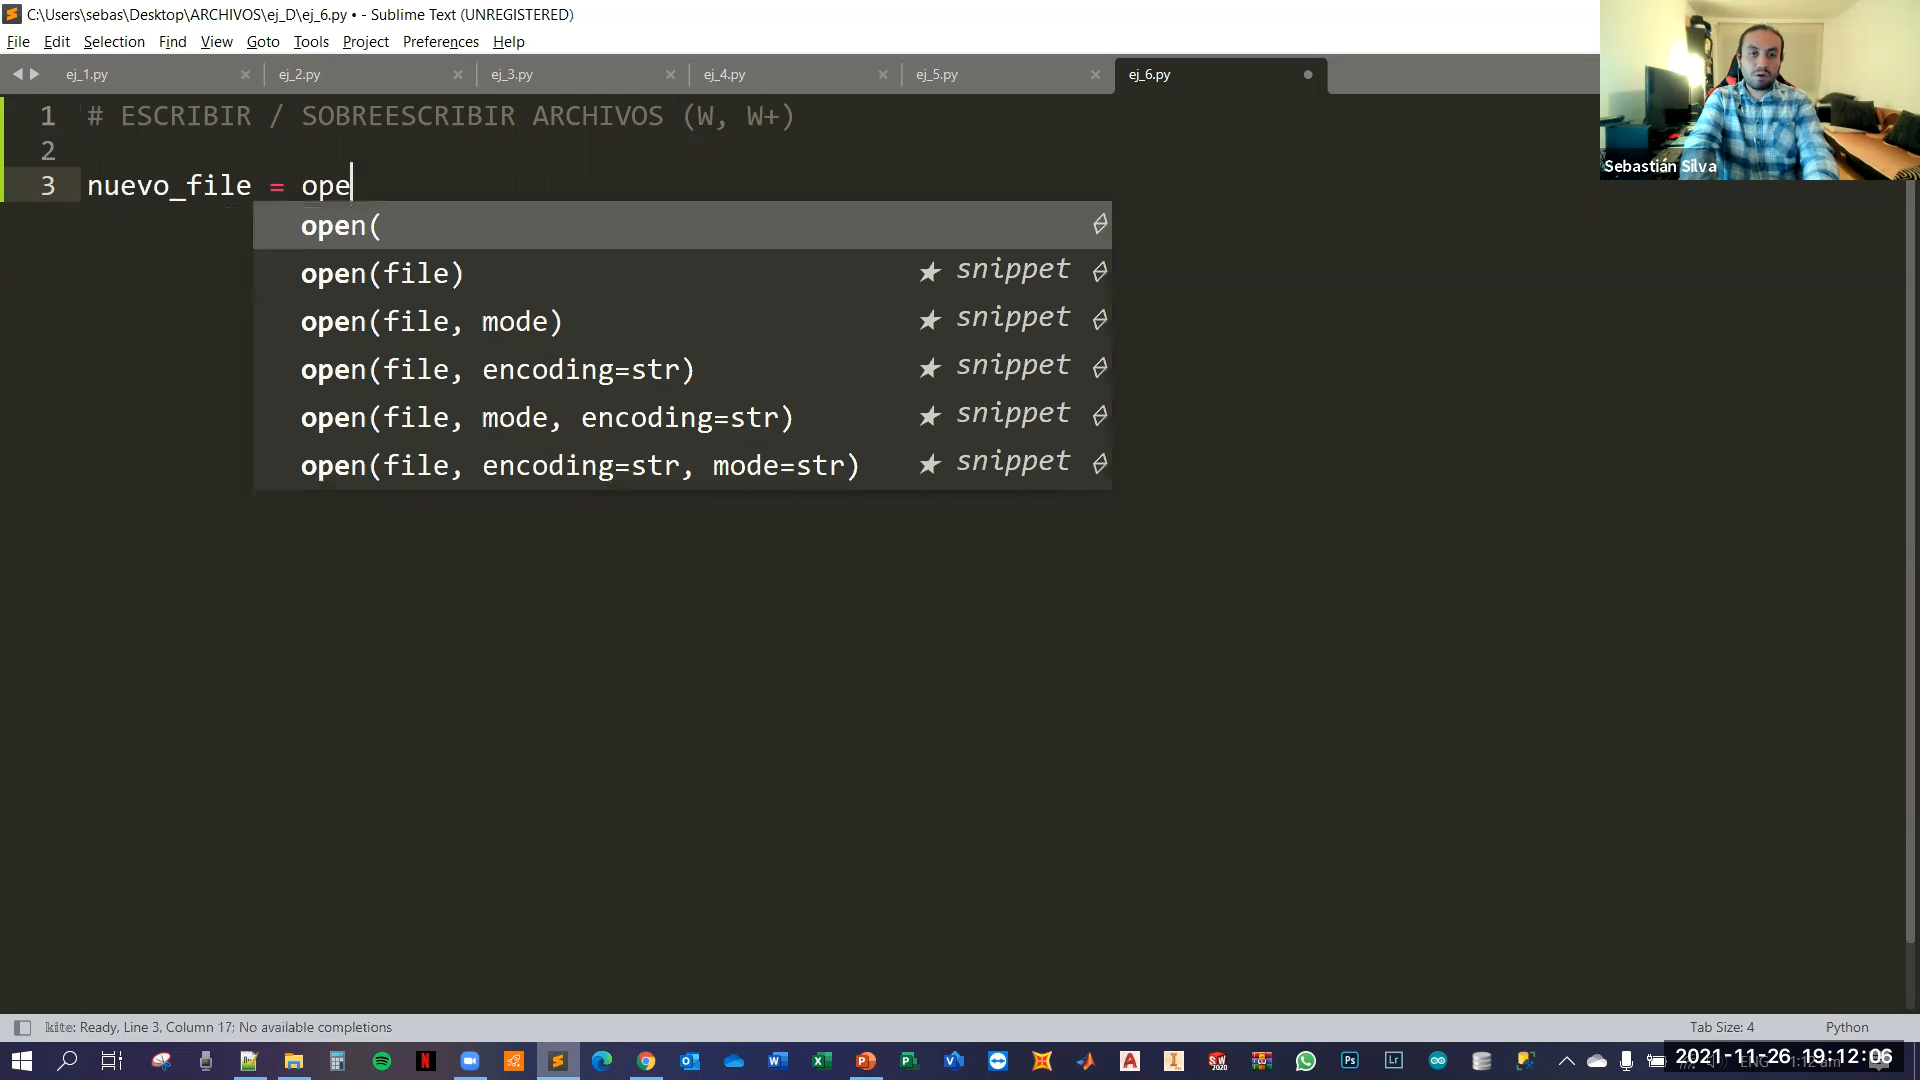 C:\Users\sebas\Desktop\ARCHIVOS\ej_D\ej_6.py • - Sublime Text (UNREGISTERED)
File Edit Selection Find View Goto Tools Project Preferences Help
ej_1.py ej_2.py ej_3.py ej_4.py ej_5.py ej_6.py
1 # ESCRIBIR / SOBREESCRIBIR ARCHIVOS (W, W+)
2
3 nuevo_file = ope
open(
open(file) ★ snippet
open(file, mode) ★ snippet
open(file, encoding=str) ★ snippet
open(file, mode, encoding=str) ★ snippet
open(file, encoding=str, mode=str) ★ snippet
Sebastián Silva
kite: Ready, Line 3, Column 17; No available completions
Tab Size: 4 Python
2021-11-26 19:12:06